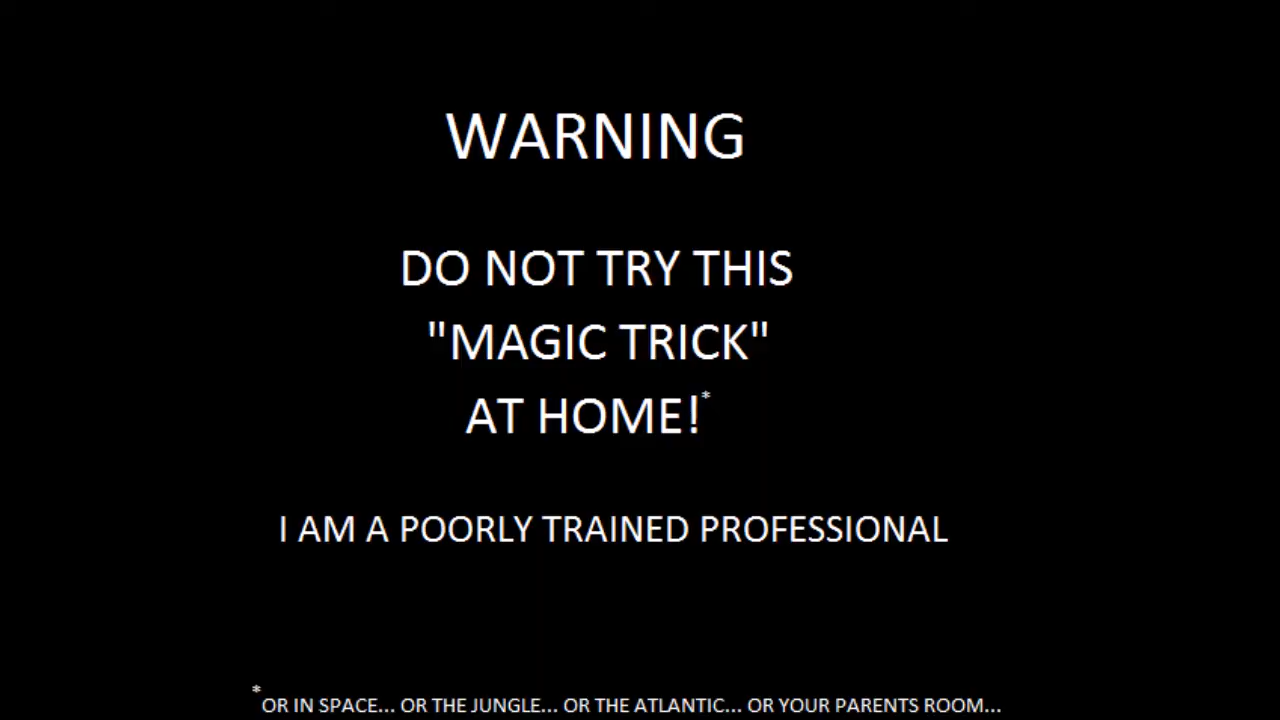 WARNING
DO NOT TRY THIS
"MAGIC TRICK"
AT HOME!*
I AM A POORLY TRAINED PROFESSIONAL
*OR IN SPACE... OR THE JUNGLE... OR THE ATLANTIC... OR YOUR PARENTS ROOM...